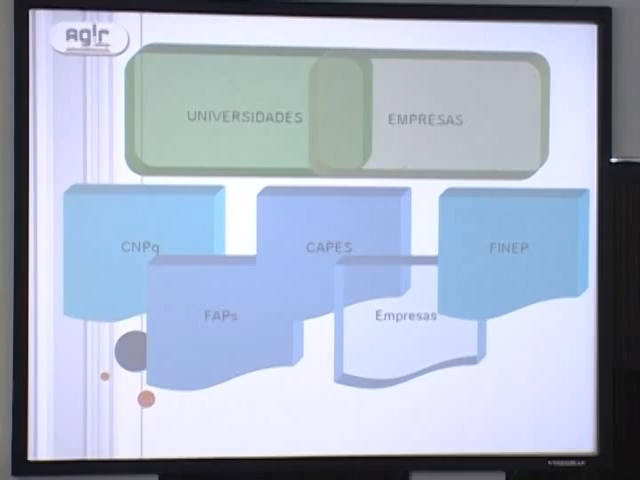 Ag!r
UNIVERSIDADES
EMPRESAS
CNPq
CAPES
FINEP
FAPs
Empresas